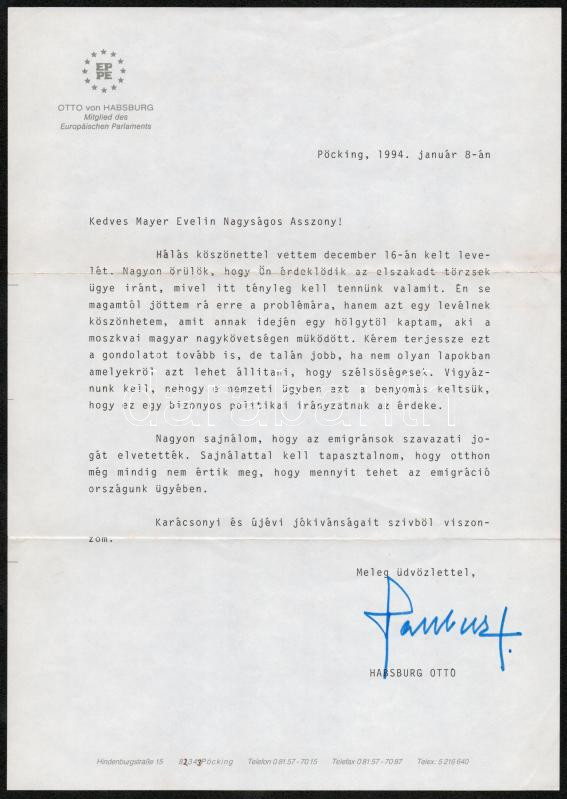 EP
PE
OTTO von HABSBURG
Mitglied des
Europäischen Parlaments
Pöcking, 1994. január 8-án
Kedves Mayer Evelin Nagyságos Asszony!
Hálás köszönettel vettem december 16-án kelt leve-
lét. Nagyon örülök, hogy Ön érdeklődik az elszakadt törzsek
ügye iránt, mivel itt tényleg kell tennünk valamit. Én se
magamtól jöttem rá erre a problémára, hanem azt egy levélnek
köszönhetem, amit annak idején egy hölgytől kaptam, aki a
moszkvai magyar nagykövetségen müködött. Kérem terjessze ezt
a gondolatot tovább is, de talán jobb, ha nem olyan lapokban
amelyekről azt lehet állitani, hogy szélsöségesek. Vigyáz-
nunk kell, nehogy a nemzeti ügyben azt a benyomás keltsük,
hogy ez egy bizonyos politikai irányzatnak az érdeke.
Nagyon sajnálom, hogy az emigránsok szavazati jo-
gát elvetették. Sajnálattal kell tapasztalnom, hogy otthon
még mindig nem értik meg, hogy mennyit tehet az emigráció
országunk ügyében.
Karácsonyi és újévi jókivánságait szivből viszon-
zom.
Meleg üdvözlettel,
HABSBURG OTTO
darabanth
Hindenburgstraße 15 Pöcking Telefon 0 81 57 - 70 15 Telefax 0 81 57 - 70 87 Telex: 5 216 640